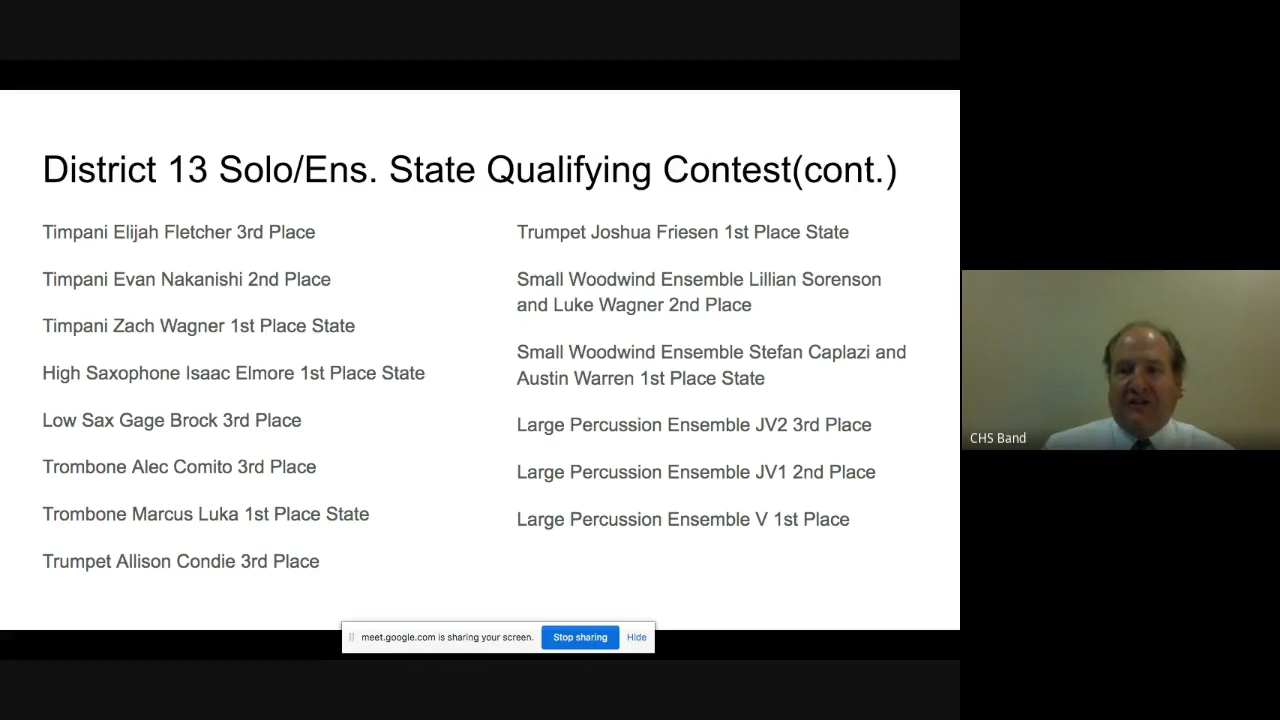 District 13 Solo/Ens. State Qualifying Contest(cont.)
Timpani Elijah Fletcher 3rd Place
Timpani Evan Nakanishi 2nd Place
Timpani Zach Wagner 1st Place State
High Saxophone Isaac Elmore 1st Place State
Low Sax Gage Brock 3rd Place
Trombone Alec Comito 3rd Place
Trombone Marcus Luka 1st Place State
Trumpet Allison Condie 3rd Place
Trumpet Joshua Friesen 1st Place State
Small Woodwind Ensemble Lillian Sorenson
and Luke Wagner 2nd Place
Small Woodwind Ensemble Stefan Caplazi and
Austin Warren 1st Place State
Large Percussion Ensemble JV2 3rd Place
Large Percussion Ensemble JV1 2nd Place
Large Percussion Ensemble V 1st Place
CHS Band
meet.google.com is sharing your screen.
Stop sharing
Hide